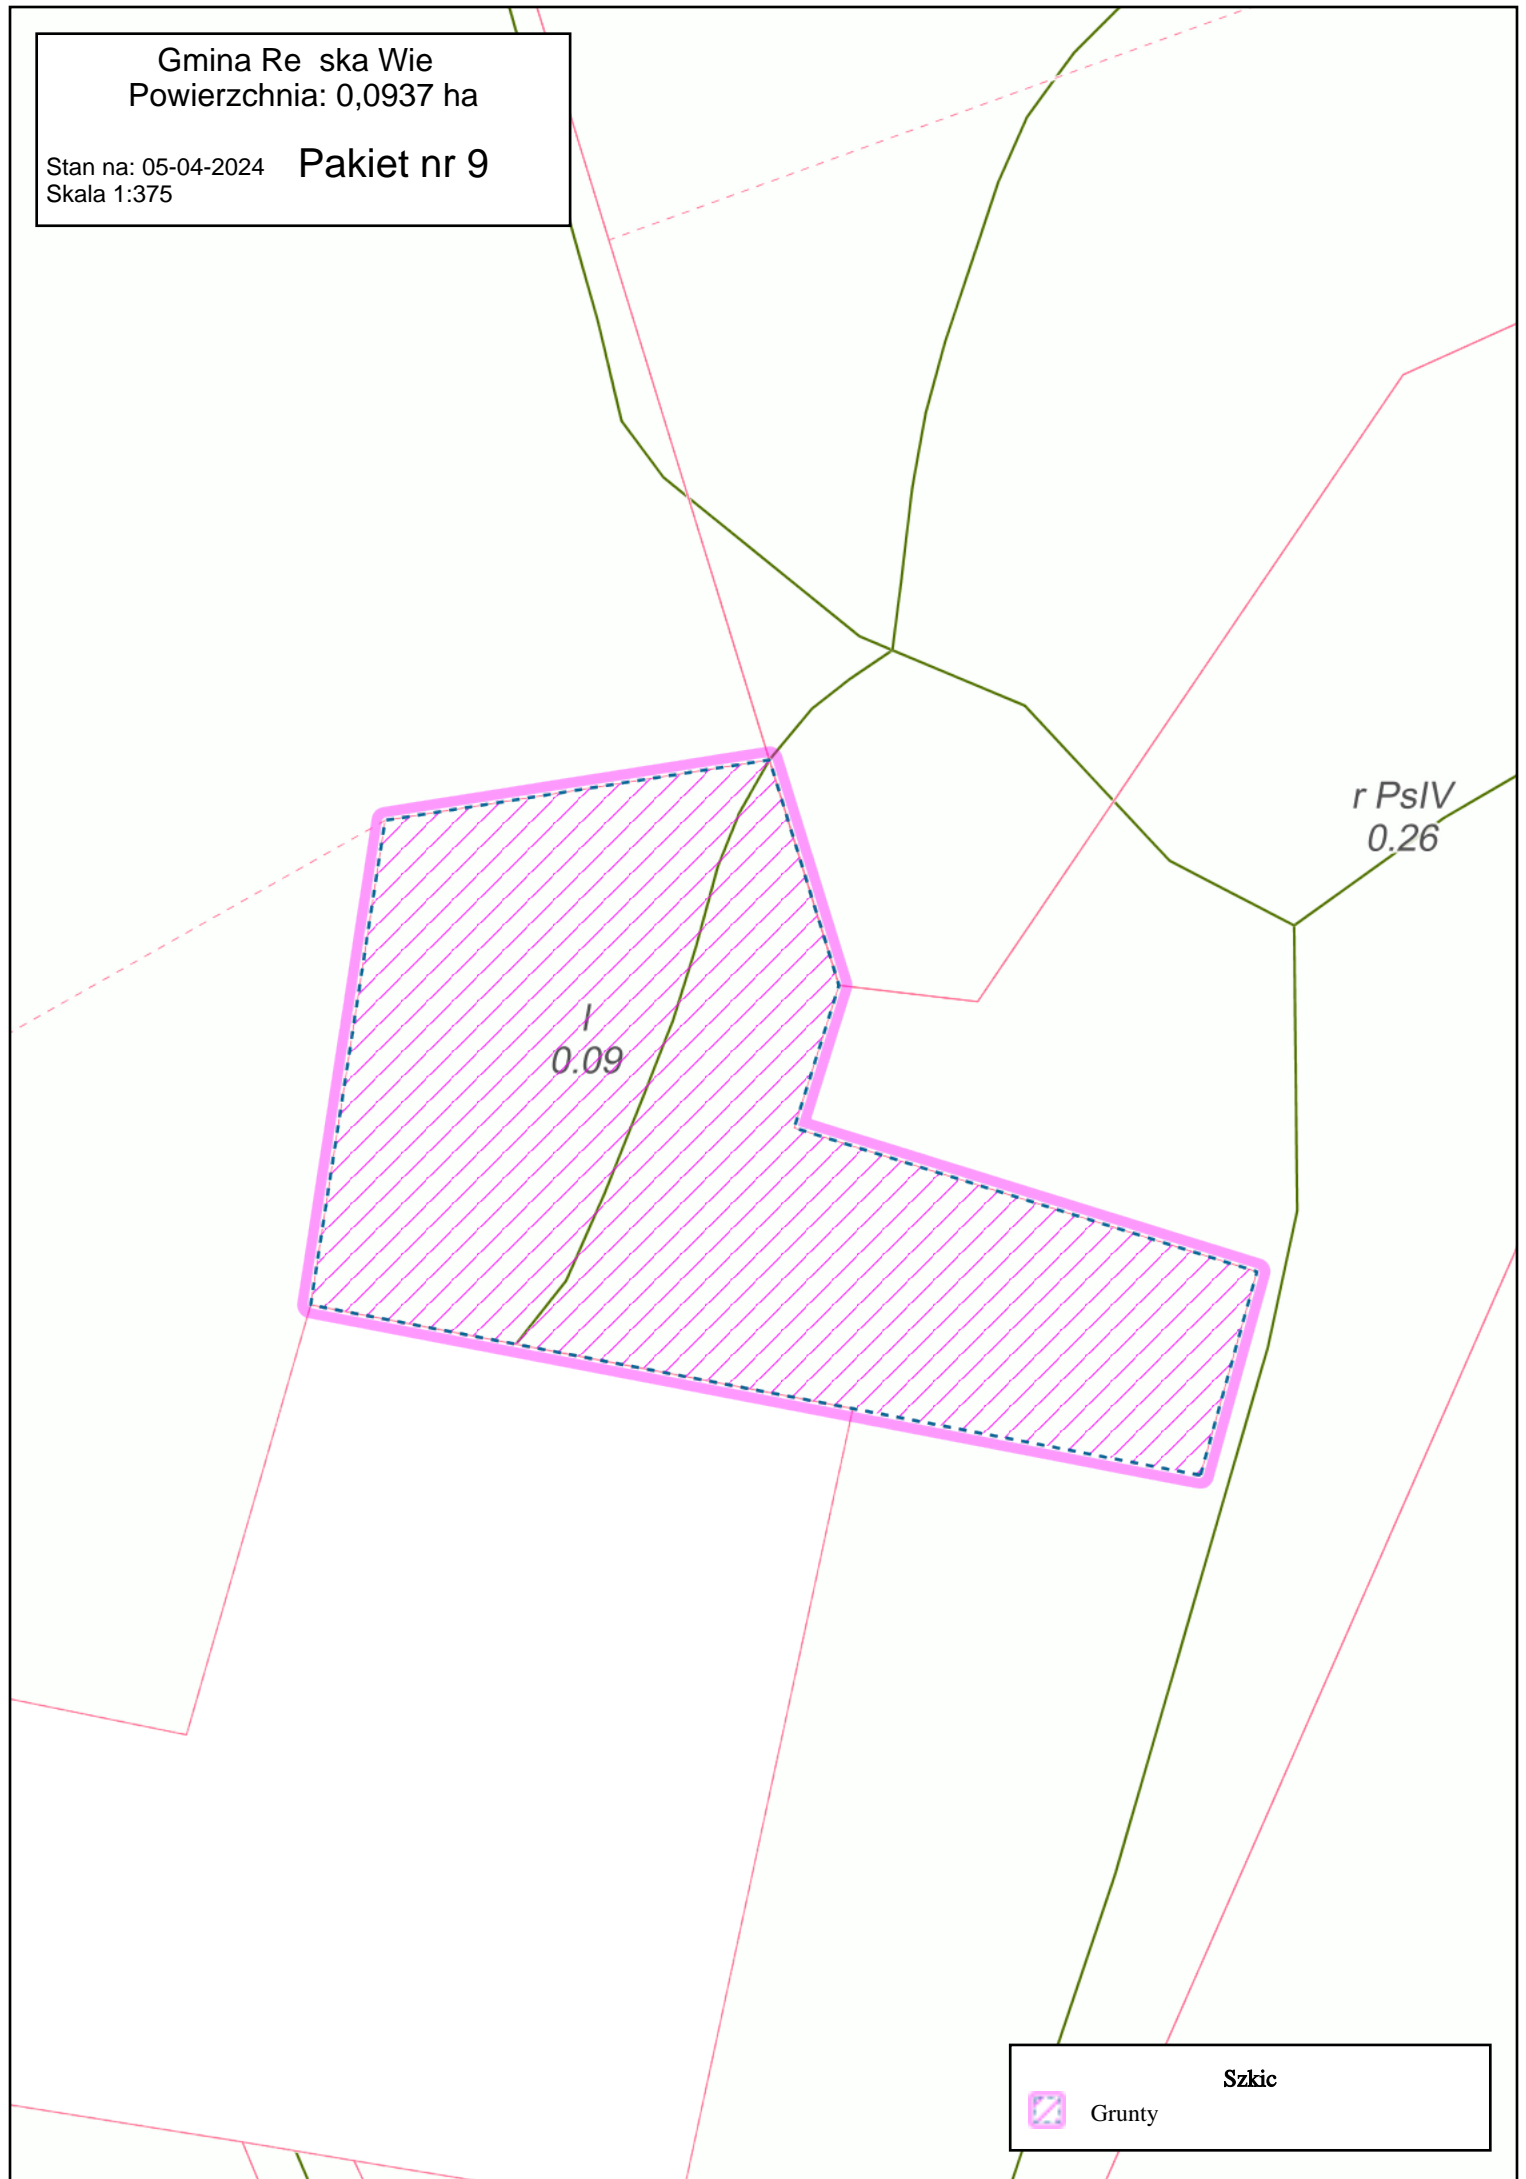 Gmina Re ska Wie
Powierzchnia: 0,0937 ha
Stan na: 05-04-2024 Pakiet nr 9
Skala 1:375
r PsIV
0.26
l
0.09
Szkic
Grunty